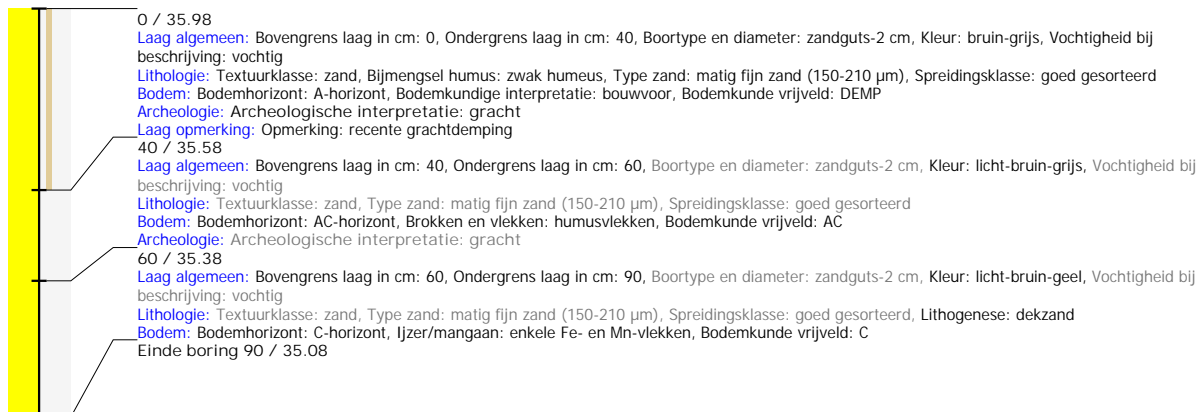 0 / 35.98
Laag algemeen: Bovengrens laag in cm: 0, Ondergrens laag in cm: 40, Boortype en diameter: zandguts-2 cm, Kleur: bruin-grijs, Vochtigheid bij
beschrijving: vochtig
Lithologie: Textuurklasse: zand, Bijmengsel humus: zwak humeus, Type zand: matig fijn zand (150-210 µm), Spreidingsklasse: goed gesorteerd
Bodem: Bodemhorizont: A-horizont, Bodemkundige interpretatie: bouwvoor, Bodemkunde vrijveld: DEMP
Archeologie: Archeologische interpretatie: gracht
Laag opmerking: Opmerking: recente grachtdemping
40 / 35.58
Laag algemeen: Bovengrens laag in cm: 40, Ondergrens laag in cm: 60, Boortype en diameter: zandguts-2 cm, Kleur: licht-bruin-grijs, Vochtigheid bij
beschrijving: vochtig
Lithologie: Textuurklasse: zand, Type zand: matig fijn zand (150-210 µm), Spreidingsklasse: goed gesorteerd
Bodem: Bodemhorizont: AC-horizont, Brokken en vlekken: humusvlekken, Bodemkunde vrijveld: AC
Archeologie: Archeologische interpretatie: gracht
60 / 35.38
Laag algemeen: Bovengrens laag in cm: 60, Ondergrens laag in cm: 90, Boortype en diameter: zandguts-2 cm, Kleur: licht-bruin-geel, Vochtigheid bij
beschrijving: vochtig
Lithologie: Textuurklasse: zand, Type zand: matig fijn zand (150-210 µm), Spreidingsklasse: goed gesorteerd, Lithogenese: dekzand
Bodem: Bodemhorizont: C-horizont, Ijzer/mangaan: enkele Fe- en Mn-vlekken, Bodemkunde vrijveld: C
Einde boring 90 / 35.08